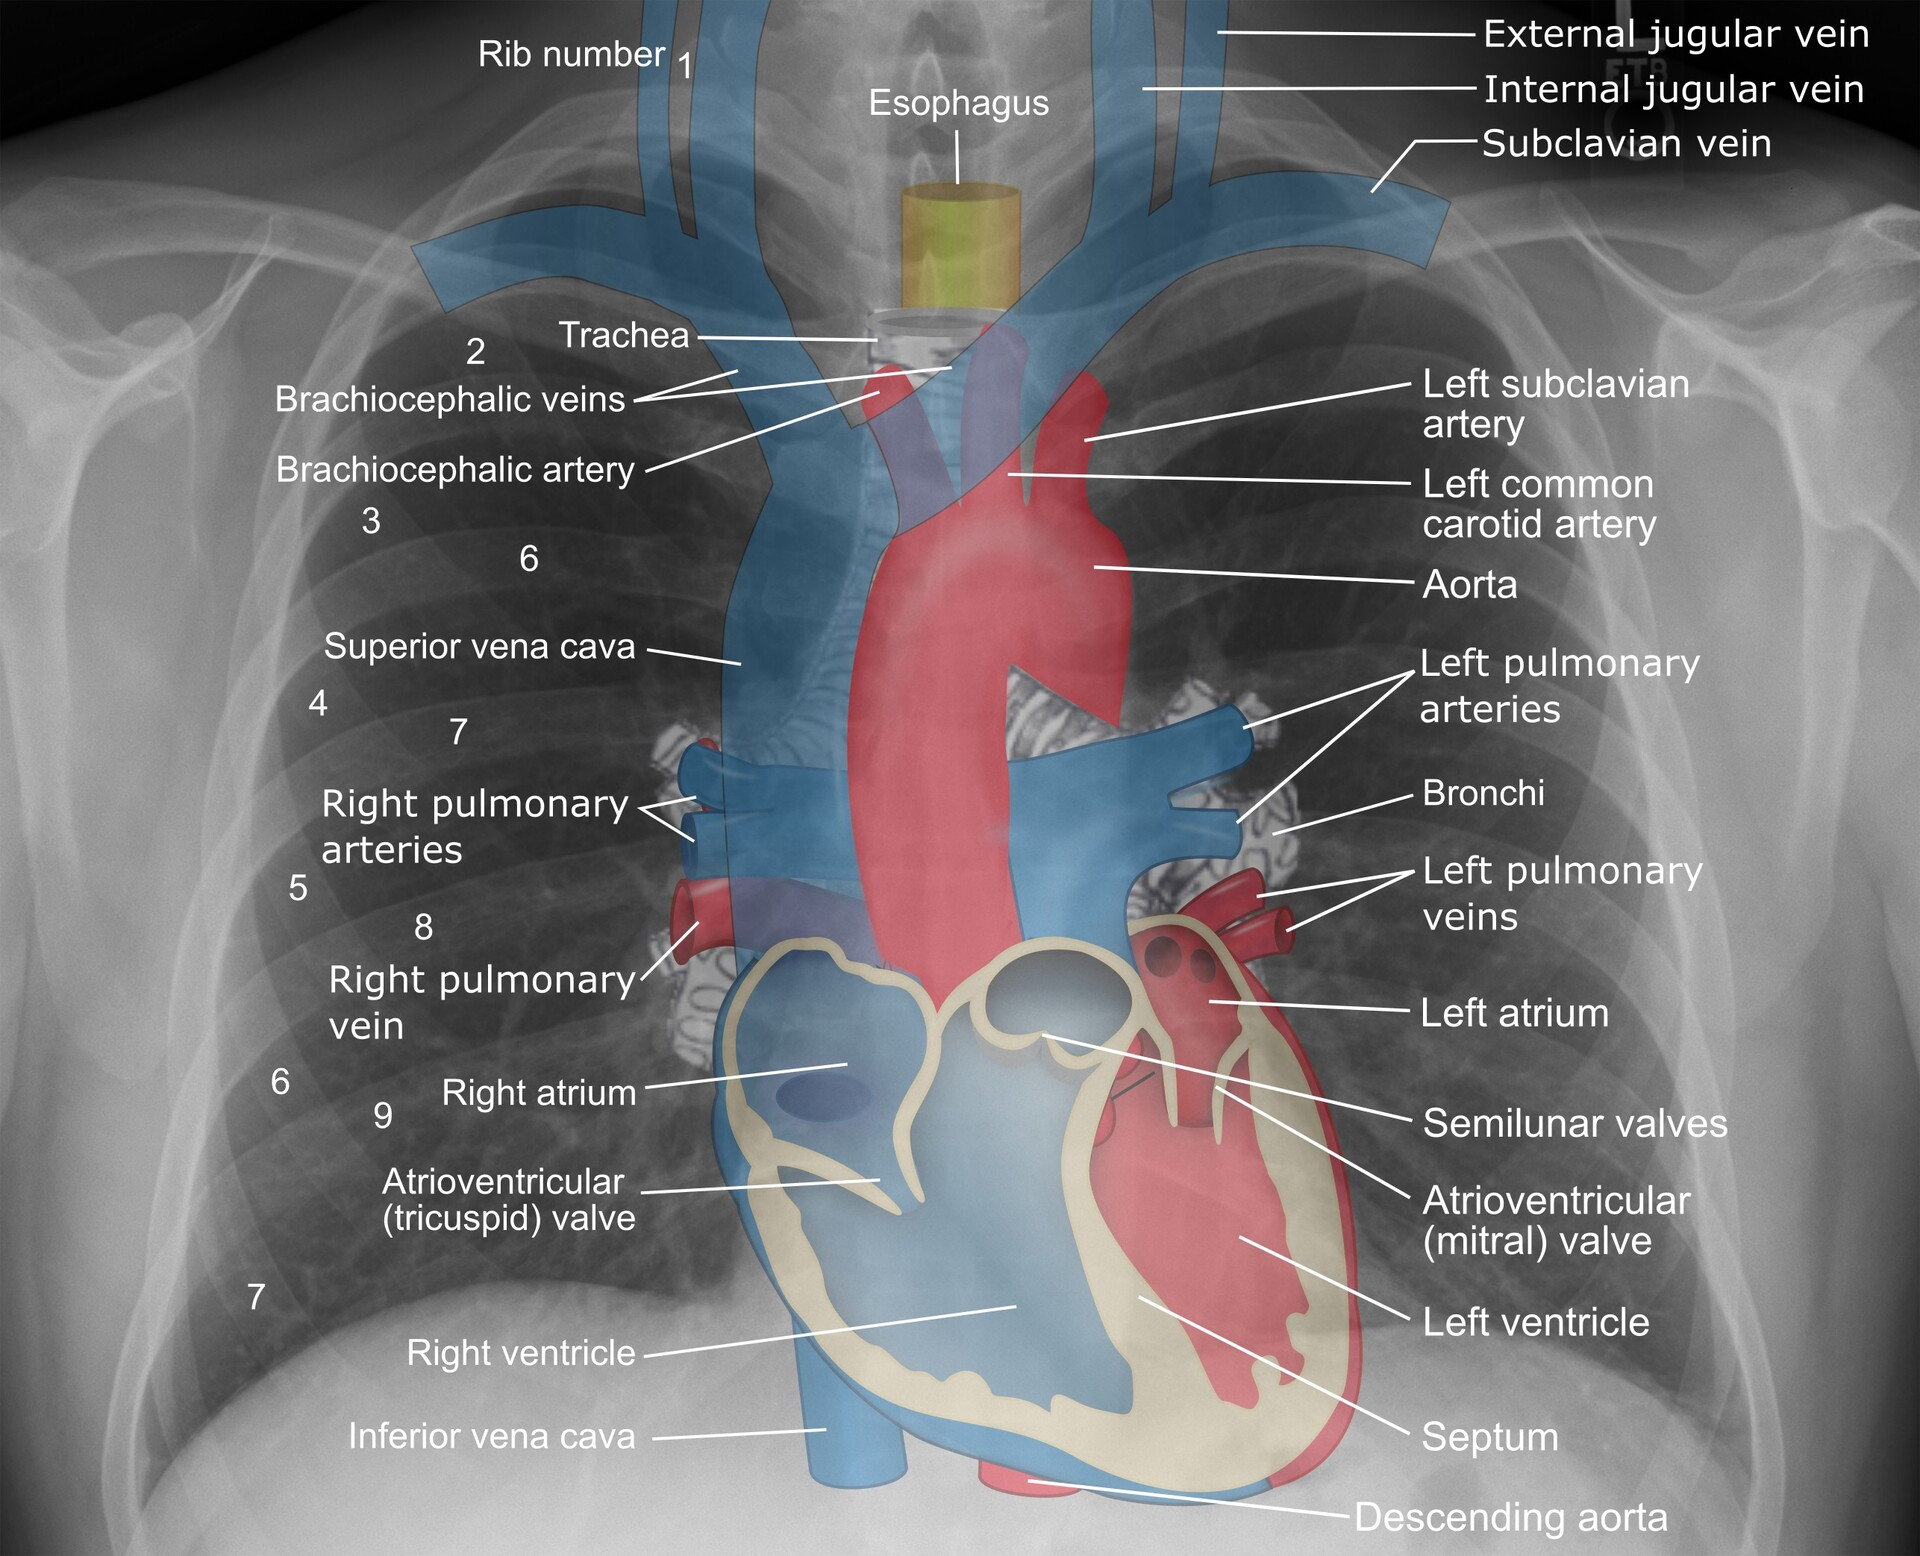 Rib number 1
Esophagus
External jugular vein
Internal jugular vein
Subclavian vein
Trachea
2
Brachiocephalic veins
Brachiocephalic artery
3
6
Superior vena cava
4
7
Right pulmonary
arteries
5
8
Right pulmonary
vein
6
9
Right atrium
Atrioventricular
(tricuspid) valve
7
Right ventricle
Inferior vena cava
Left subclavian
artery
Left common
carotid artery
Aorta
Left pulmonary
arteries
Bronchi
Left pulmonary
veins
Left atrium
Semilunar valves
Atrioventricular
(mitral) valve
Left ventricle
Septum
Descending aorta